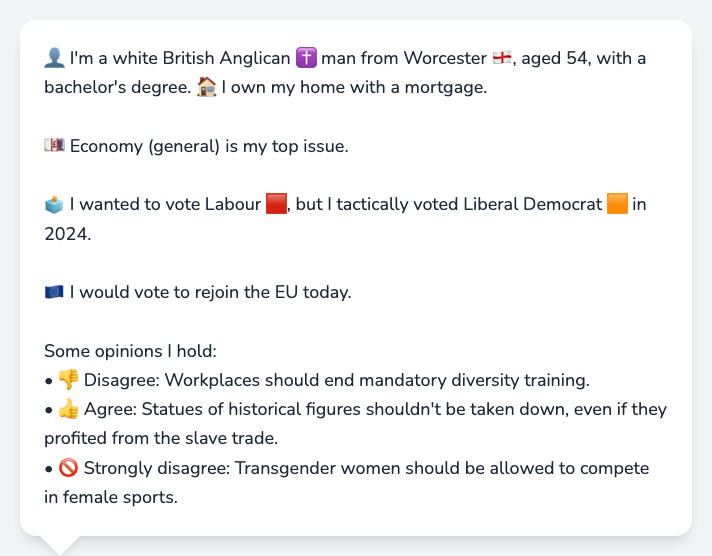 👤 I'm a white British Anglican ✝️ man from Worcester 🏴󠁧󠁢󠁥󠁮󠁧󠁿, aged 54, with a
bachelor's degree. 🏠 I own my home with a mortgage.
💷 Economy (general) is my top issue.
🗳️ I wanted to vote Labour 🟥, but I tactically voted Liberal Democrat 🟧 in
2024.
🇪🇺 I would vote to rejoin the EU today.
Some opinions I hold:
• 👎 Disagree: Workplaces should end mandatory diversity training.
• 👍 Agree: Statues of historical figures shouldn't be taken down, even if they
profited from the slave trade.
• 🚫 Strongly disagree: Transgender women should be allowed to compete
in female sports.